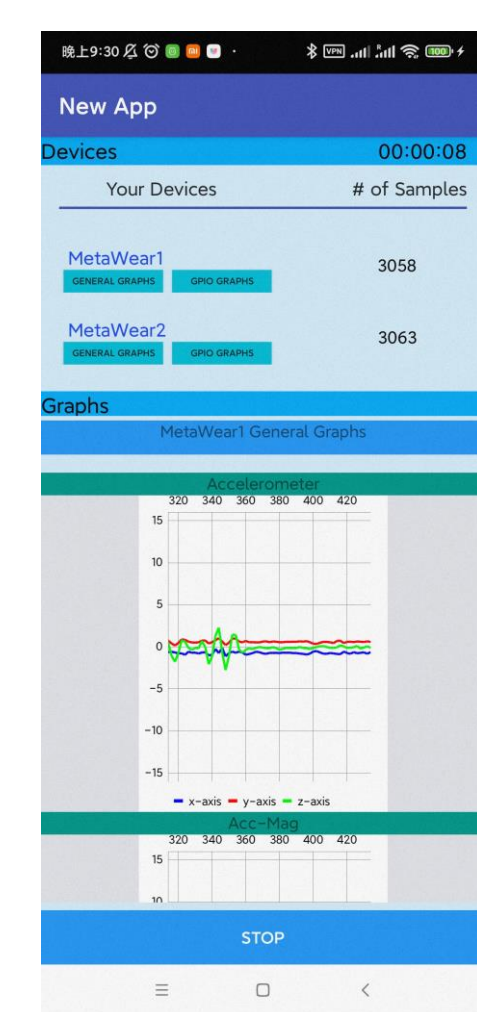 晚上9:30 VPN 100
New App
Devices 00:00:08
Your Devices # of Samples
MetaWear1 3058
GENERAL GRAPHS GPIO GRAPHS
MetaWear2 3063
GENERAL GRAPHS GPIO GRAPHS
Graphs
MetaWear1 General Graphs
Accelerometer
320 340 360 380 400 420
15
10
5
0
-5
-10
-15
x-axis y-axis z-axis
Acc-Mag
320 340 360 380 400 420
15
10
STOP